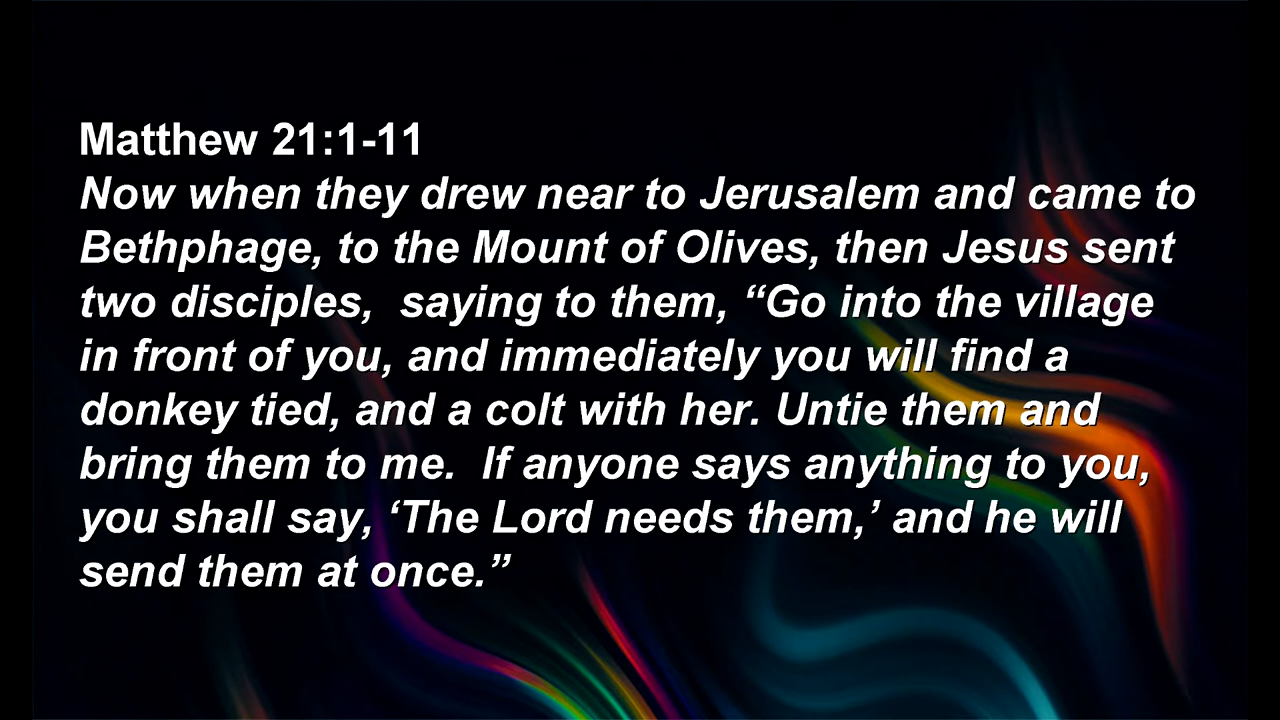 Matthew 21:1-11
Now when they drew near to Jerusalem and came to
Bethphage, to the Mount of Olives, then Jesus sent
two disciples,  saying to them, “Go into the village
in front of you, and immediately you will find a
donkey tied, and a colt with her. Untie them and
bring them to me.  If anyone says anything to you,
you shall say, ‘The Lord needs them,’ and he will
send them at once.”